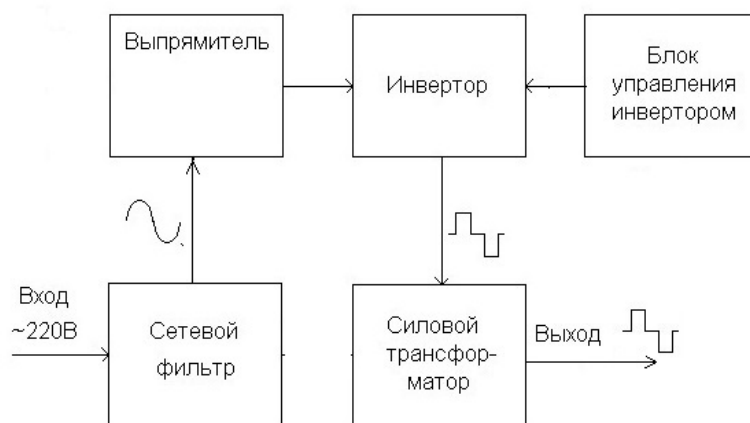 Выпрямитель
Инвертор
Блок
управления
инвертором
Вход
~220В
Сетевой
фильтр
Силовой
трансфор-
матор
Выход